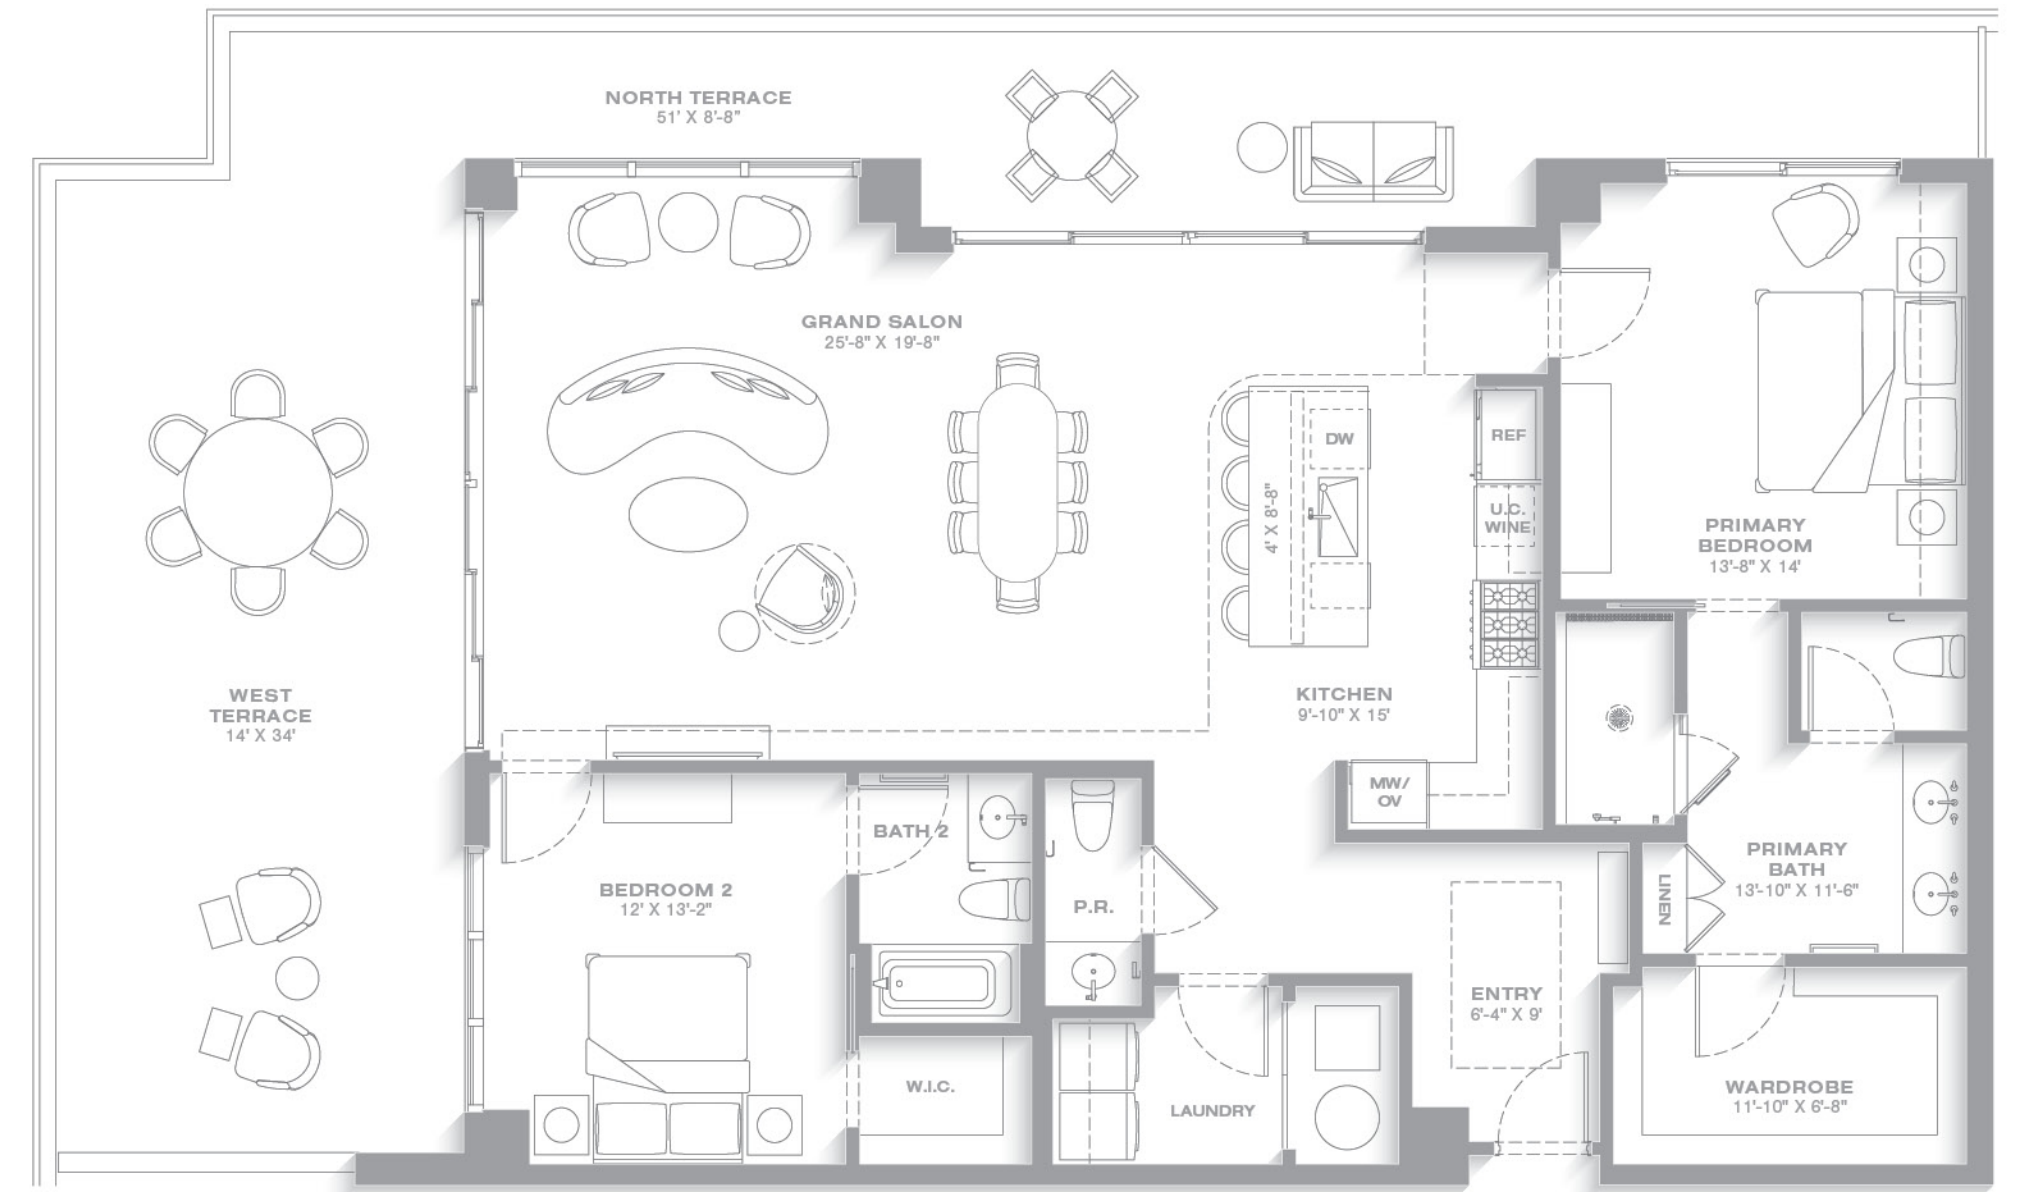 NORTH TERRACE
51' X 8'-8"
GRAND SALON
25'-8" X 19'-8"
DW
REF
4' X 8'-8"
U.C.
WINE
PRIMARY
BEDROOM
13'-8" X 14'
WEST
TERRACE
14' X 34'
KITCHEN
9'-10" X 15'
MW/
OV
BATH 2
BEDROOM 2
12' X 13'-2"
P.R.
PRIMARY
BATH
13'-10" X 11'-6"
LINEN
ENTRY
6'-4" X 9'
W.I.C.
LAUNDRY
WARDROBE
11'-10" X 6'-8"